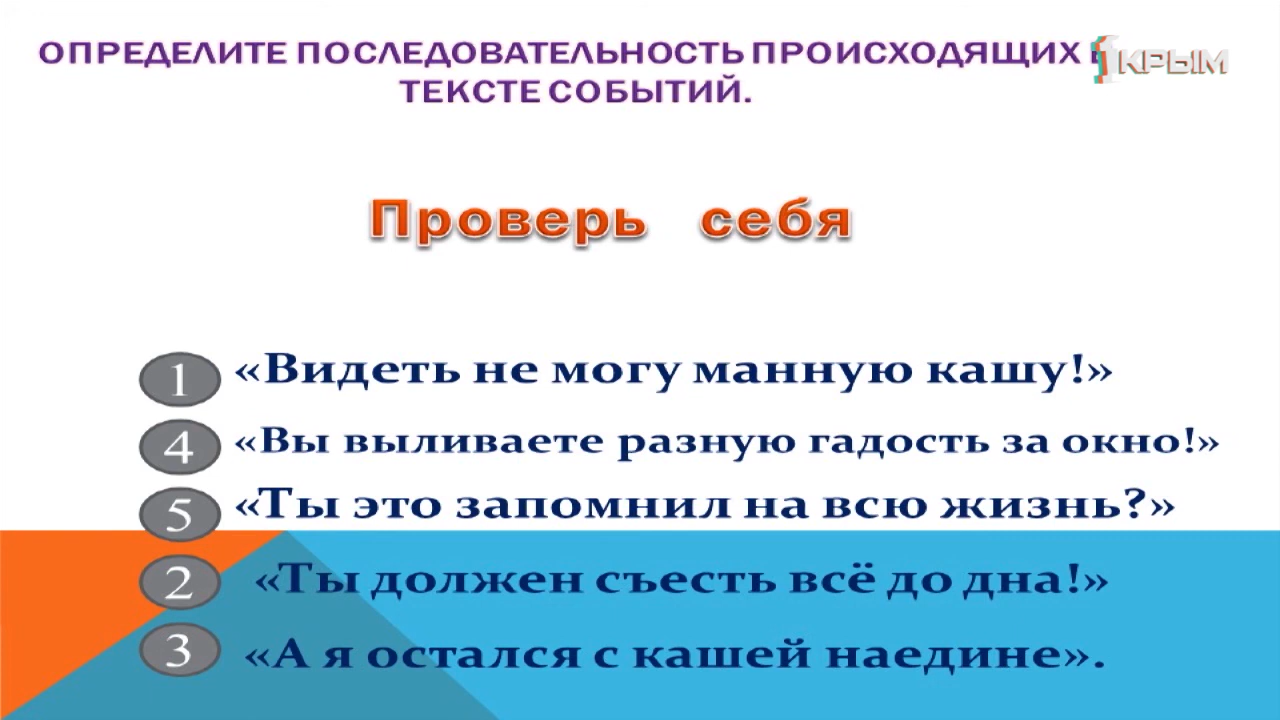 ОПРЕДЕЛИТЕ ПОСЛЕДОВАТЕЛЬНОСТЬ ПРОИСХОДЯЩИХ
1 КРЫМ
ТЕКСТЕ СОБЫТИЙ.
Проверь себя
1 «Видеть не могу манную кашу!»
4 «Вы выливаете разную гадость за окно!»
5 «Ты это запомнил на всю жизнь?»
2 «Ты должен съесть всё до дна!»
3 «А я остался с кашей наедине».